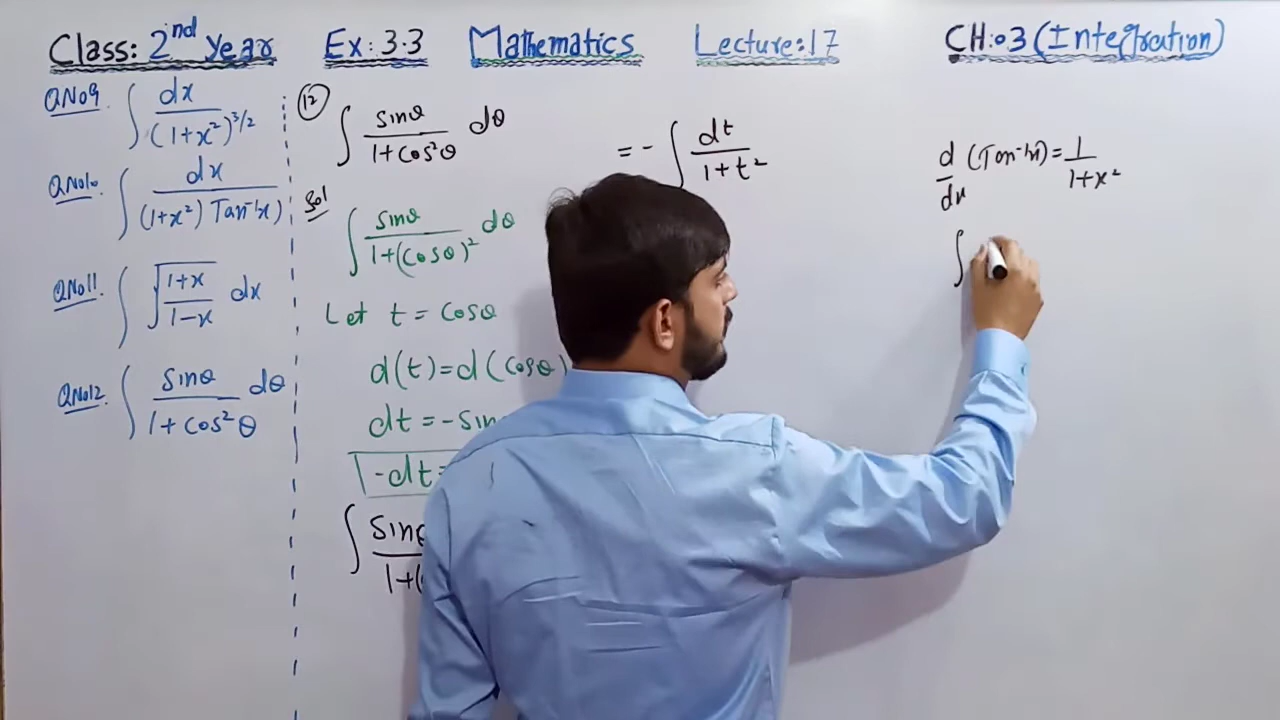 Class: 2nd Year Ex: 3.3 Mathematics Lecture: 17 CH:03 (Integration)
QNo9. ∫ dx / (1+x²)^3/2
QNo10. ∫ dx / (1+x²) Tan⁻¹x)
QNo11. ∫ √(1+x / 1-x) dx
QNo12. ∫ Sinθ / 1+cos²θ dθ
12 ∫ Sinθ / 1+cos²θ dθ
Sol
∫ Sinθ / 1+(cosθ)² dθ
Let t = Cosθ
d(t) = d(cosθ)
dt = -Sin
-dt =
∫ Sinθ / 1+(
= - ∫ dt / 1+t²
d/dx (Tan⁻¹x) = 1 / 1+x²
∫